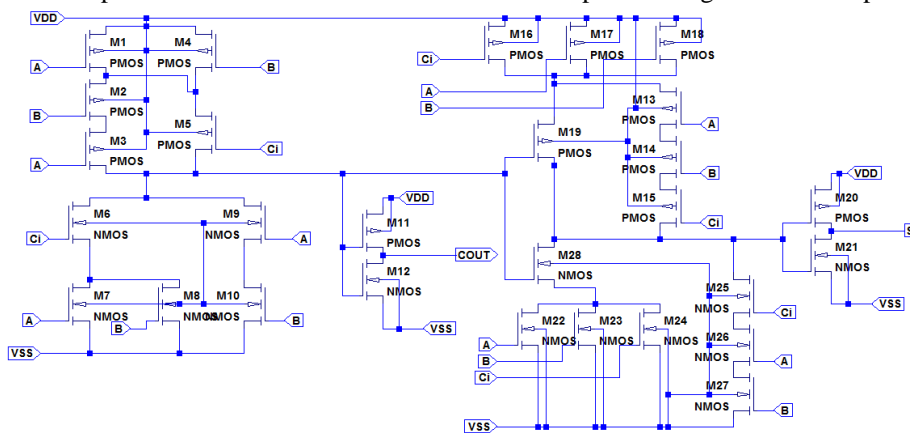 VDD
M1
PMOS
A
M4
PMOS
B
M2
PMOS
B
M3
PMOS
A
M5
PMOS
Ci
M6
NMOS
Ci
M9
NMOS
A
M7
NMOS
A
M8
NMOS
B
M10
NMOS
B
VSS
VDD
M11
PMOS
COUT
M12
NMOS
VSS
M16
PMOS
Ci
M17
PMOS
A
M18
PMOS
B
M13
PMOS
A
M19
PMOS
M14
PMOS
B
M15
PMOS
Ci
M28
NMOS
VDD
M20
PMOS
M21
NMOS
VSS
M22
NMOS
A
M23
NMOS
B
M24
NMOS
Ci
M25
NMOS
Ci
M26
NMOS
A
M27
NMOS
B
VSS